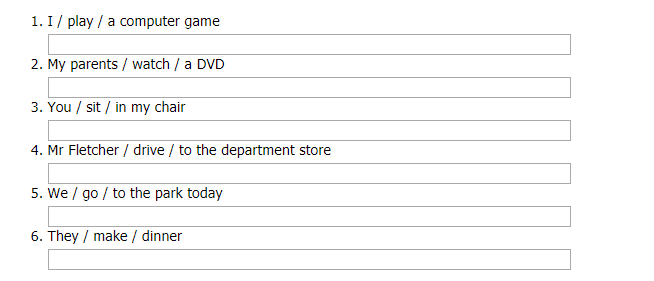 1. I / play / a computer game
2. My parents / watch / a DVD
3. You / sit / in my chair
4. Mr Fletcher / drive / to the department store
5. We / go / to the park today
6. They / make / dinner